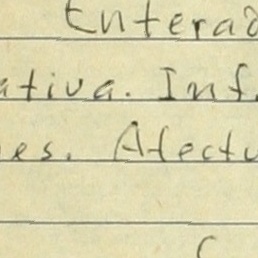 Enterad
ativa. Inf
es. Afectu